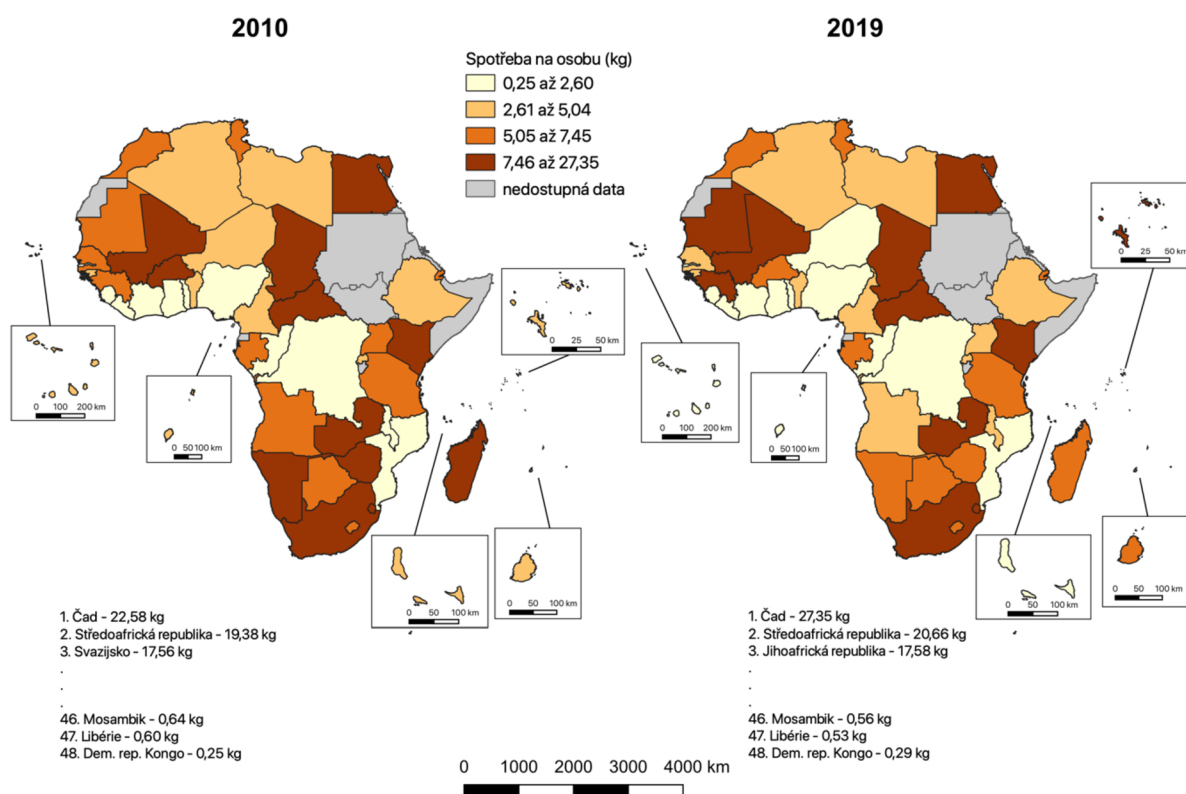 2010
2019
Spotřeba na osobu (kg)
0,25 až 2,60
2,61 až 5,04
5,05 až 7,45
7,46 až 27,35
nedostupná data
0 25 50 km
0 25 50 km
0 100 200 km
0 50 100 km
0 100 200 km
0 50 100 km
0 50 100 km
0 50 100 km
0 50 100 km
0 50 100 km
1. Čad - 22,58 kg
2. Středoafrická republika - 19,38 kg
3. Svazijsko - 17,56 kg
.
.
.
46. Mosambik - 0,64 kg
47. Libérie - 0,60 kg
48. Dem. rep. Kongo - 0,25 kg
1. Čad - 27,35 kg
2. Středoafrická republika - 20,66 kg
3. Jihoafrická republika - 17,58 kg
.
.
.
46. Mosambik - 0,56 kg
47. Libérie - 0,53 kg
48. Dem. rep. Kongo - 0,29 kg
0 1000 2000 3000 4000 km